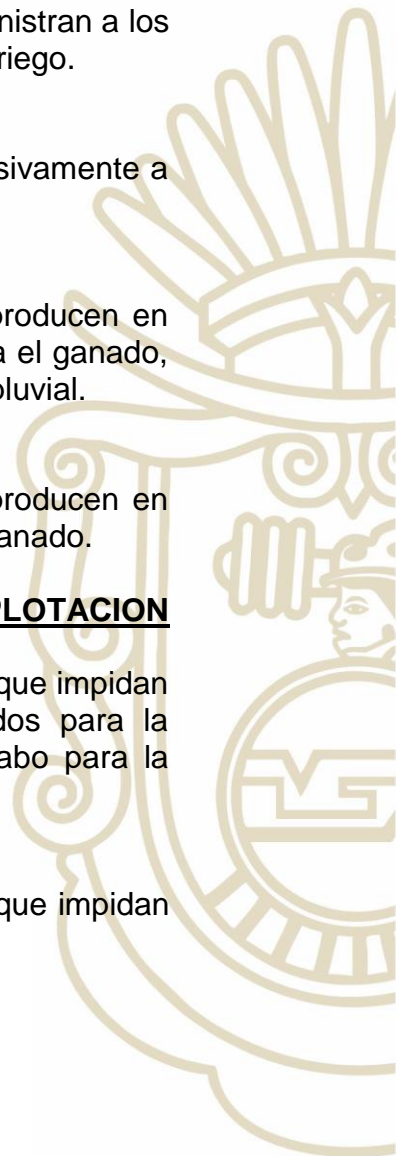 nistran a los
riego.
sivamente a
producen en
a el ganado,
pluvial.
producen en
anado.
PLOTACION
que impidan
dos para la
abo para la
que impidan